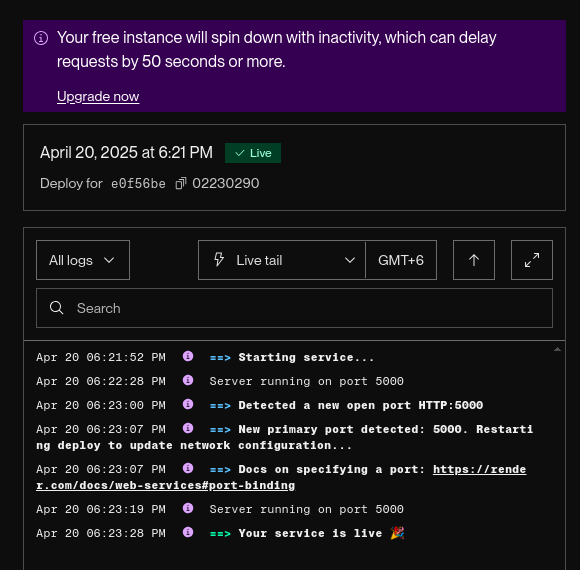 Your free instance will spin down with inactivity, which can delay
requests by 50 seconds or more.
Upgrade now
April 20, 2025 at 6:21 PM Live
Deploy for e0f56be 02230290
All logs Live tail GMT+6
Search
Apr 20 06:21:52 PM ==> Starting service...
Apr 20 06:22:28 PM Server running on port 5000
Apr 20 06:23:00 PM ==> Detected a new open port HTTP:5000
Apr 20 06:23:07 PM ==> New primary port detected: 5000. Restarti
ng deploy to update network configuration...
Apr 20 06:23:07 PM ==> Docs on specifying a port: https://rende
r.com/docs/web-services#port-binding
Apr 20 06:23:19 PM Server running on port 5000
Apr 20 06:23:28 PM ==> Your service is live 🎉